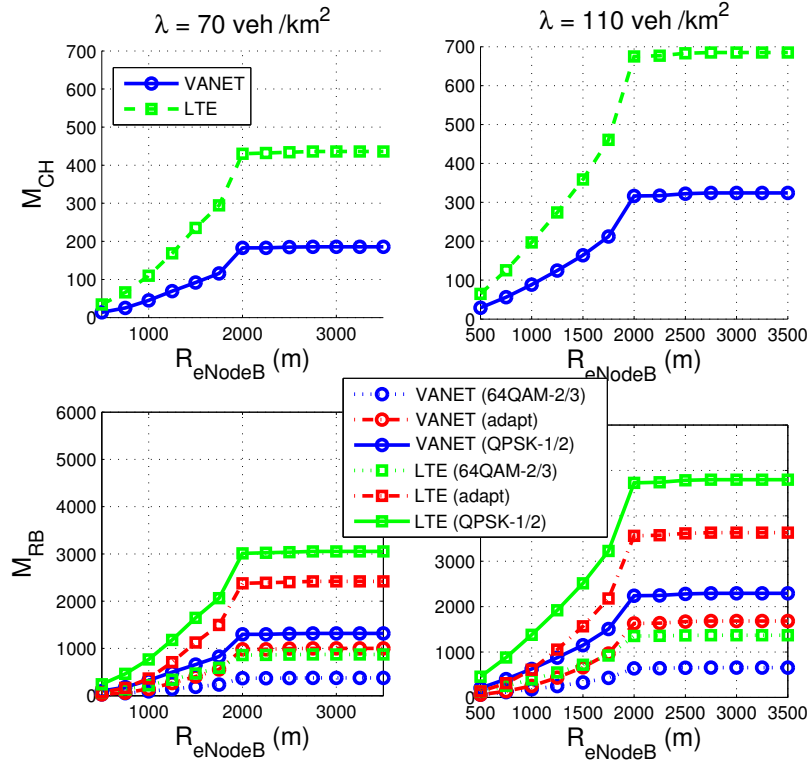 λ = 70 veh /km²
λ = 110 veh /km²
700
600
500
400
300
200
100
0
M_CH
VANET
LTE
1000
2000
3000
R_eNodeB (m)
700
600
500
400
300
200
100
0
500
1000
1500
2000
2500
3000
3500
R_eNodeB (m)
6000
5000
4000
3000
2000
1000
0
M_RB
1000
2000
3000
R_eNodeB (m)
VANET (64QAM-2/3)
VANET (adapt)
VANET (QPSK-1/2)
LTE (64QAM-2/3)
LTE (adapt)
LTE (QPSK-1/2)
3000
2000
1000
0
500
1000
1500
2000
2500
3000
3500
R_eNodeB (m)